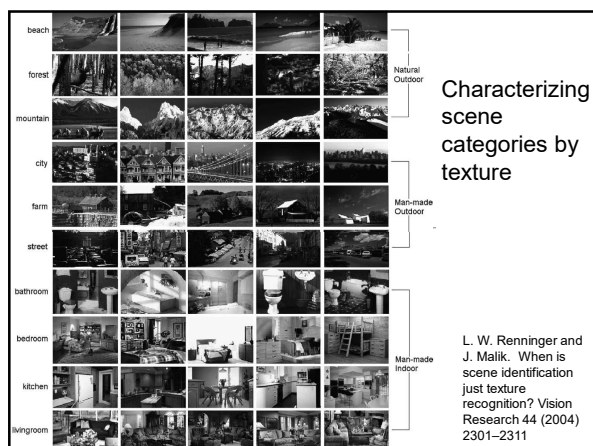 beach
forest
mountain
city
farm
street
bathroom
bedroom
kitchen
livingroom
Natural
Outdoor
Man-made
Outdoor
Man-made
Indoor
Characterizing
scene
categories by
texture
L. W. Renninger and
J. Malik. When is
scene identification
just texture
recognition? Vision
Research 44 (2004)
2301–2311